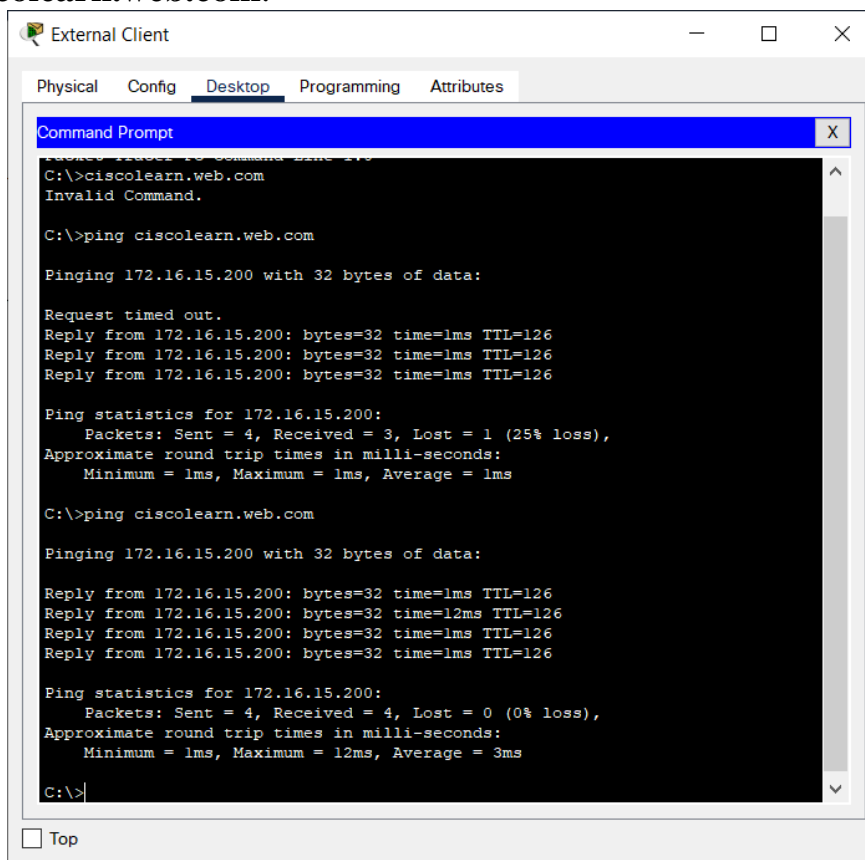 External Client
Physical Config Desktop Programming Attributes
Command Prompt X
C:\>ciscolearn.web.com
Invalid Command.
C:\>ping ciscolearn.web.com
Pinging 172.16.15.200 with 32 bytes of data:
Request timed out.
Reply from 172.16.15.200: bytes=32 time=1ms TTL=126
Reply from 172.16.15.200: bytes=32 time=1ms TTL=126
Reply from 172.16.15.200: bytes=32 time=1ms TTL=126
Ping statistics for 172.16.15.200:
Packets: Sent = 4, Received = 3, Lost = 1 (25% loss),
Approximate round trip times in milli-seconds:
Minimum = 1ms, Maximum = 1ms, Average = 1ms
C:\>ping ciscolearn.web.com
Pinging 172.16.15.200 with 32 bytes of data:
Reply from 172.16.15.200: bytes=32 time=1ms TTL=126
Reply from 172.16.15.200: bytes=32 time=12ms TTL=126
Reply from 172.16.15.200: bytes=32 time=1ms TTL=126
Reply from 172.16.15.200: bytes=32 time=1ms TTL=126
Ping statistics for 172.16.15.200:
Packets: Sent = 4, Received = 4, Lost = 0 (0% loss),
Approximate round trip times in milli-seconds:
Minimum = 1ms, Maximum = 12ms, Average = 3ms
C:\>
Top